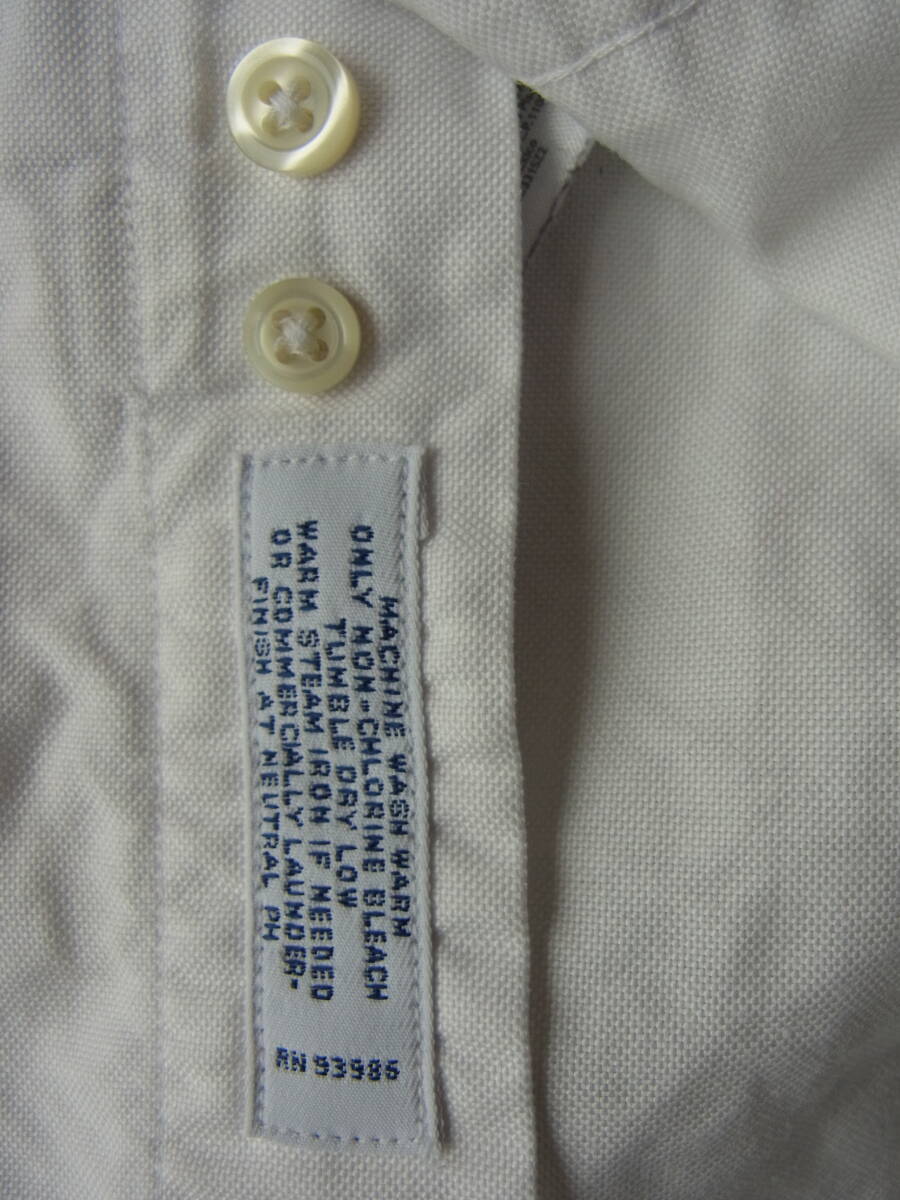 MACHINE WASH WARM
ONLY NON-CHLORINE BLEACH
TUMBLE DRY LOW
WARM STEAM IRON IF NEEDED
OR COMMERCIALLY LAUNDER-
FINISH AT NEUTRAL PH
RN 93986